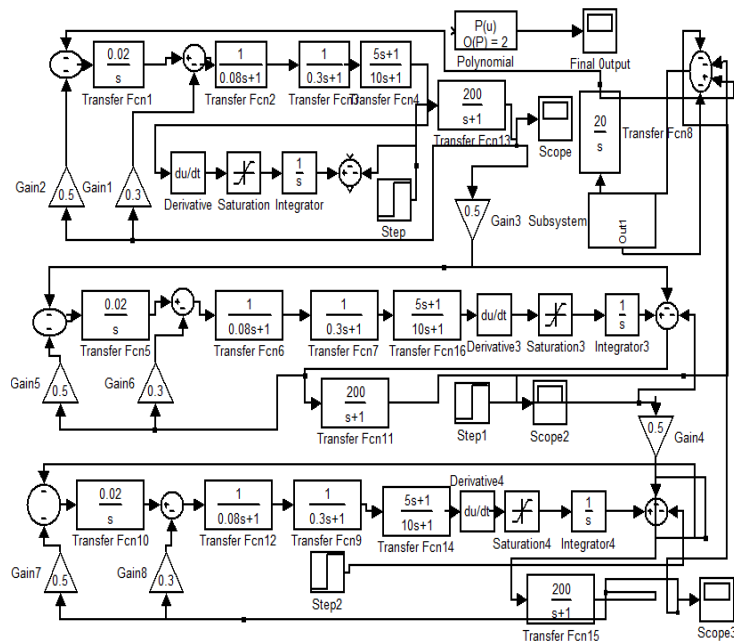 P(u)
O(P) = 2
Polynomial
Final Output
0.02
s
Transfer Fcn1
1
0.08s+1
Transfer Fcn2
1
0.3s+1
5s+1
10s+1
Transfer Fcn4
200
s+1
Transfer Fcn13
Scope
20
s
Transfer Fcn8
Gain2
0.5
Gain1
0.3
du/dt
Derivative
Saturation
1
s
Integrator
Step
0.5
Gain3
Subsystem
Out1
0.02
s
Transfer Fcn5
1
0.08s+1
Transfer Fcn6
1
0.3s+1
Transfer Fcn7
5s+1
10s+1
Transfer Fcn16
du/dt
Derivative3
Saturation3
1
s
Integrator3
Gain5
0.5
Gain6
0.3
200
s+1
Transfer Fcn11
Step1
Scope2
0.5
Gain4
0.02
s
Transfer Fcn10
1
0.08s+1
Transfer Fcn12
1
0.3s+1
Transfer Fcn9
5s+1
10s+1
Transfer Fcn14
Derivative4
du/dt
Saturation4
1
s
Integrator4
Gain7
0.5
Gain8
0.3
Step2
200
s+1
Transfer Fcn15
Scope3